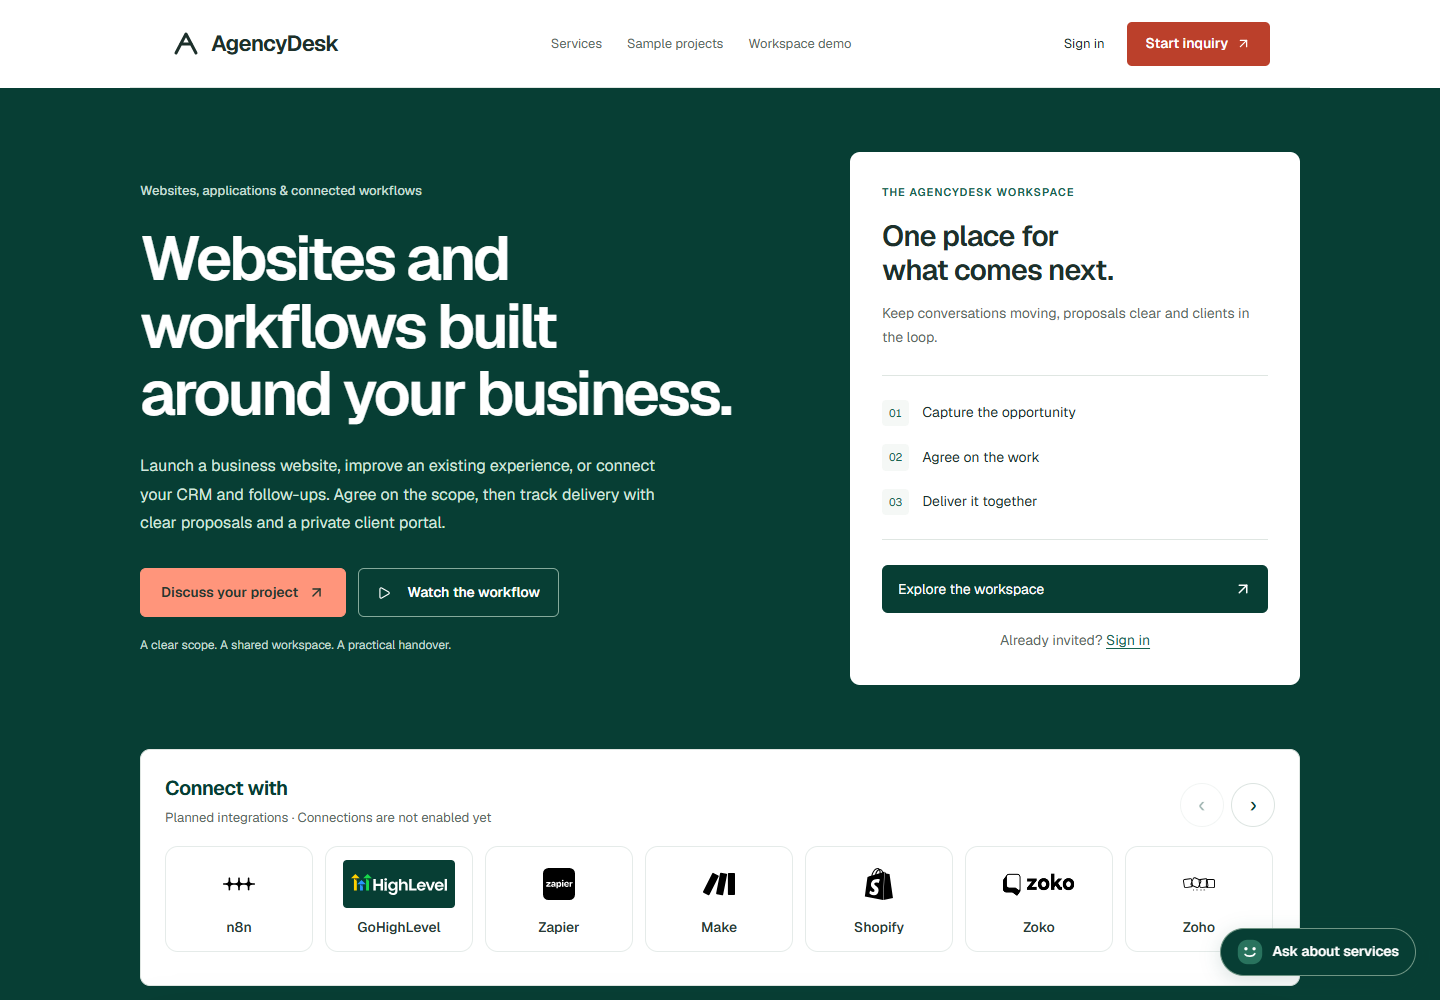 AgencyDesk
Services
Sample projects
Workspace demo
Sign in
Start inquiry
Websites, applications & connected workflows
Websites and
workflows built
around your business.
Launch a business website, improve an existing experience, or connect
your CRM and follow-ups. Agree on the scope, then track delivery with
clear proposals and a private client portal.
Discuss your project
Watch the workflow
A clear scope. A shared workspace. A practical handover.
THE AGENCYDESK WORKSPACE
One place for
what comes next.
Keep conversations moving, proposals clear and clients in
the loop.
01 Capture the opportunity
02 Agree on the work
03 Deliver it together
Explore the workspace
Already invited? Sign in
Connect with
Planned integrations · Connections are not enabled yet
n8n
HighLevel
GoHighLevel
zapier
Zapier
Make
Shopify
zoko
Zoko
Zoho
Ask about services